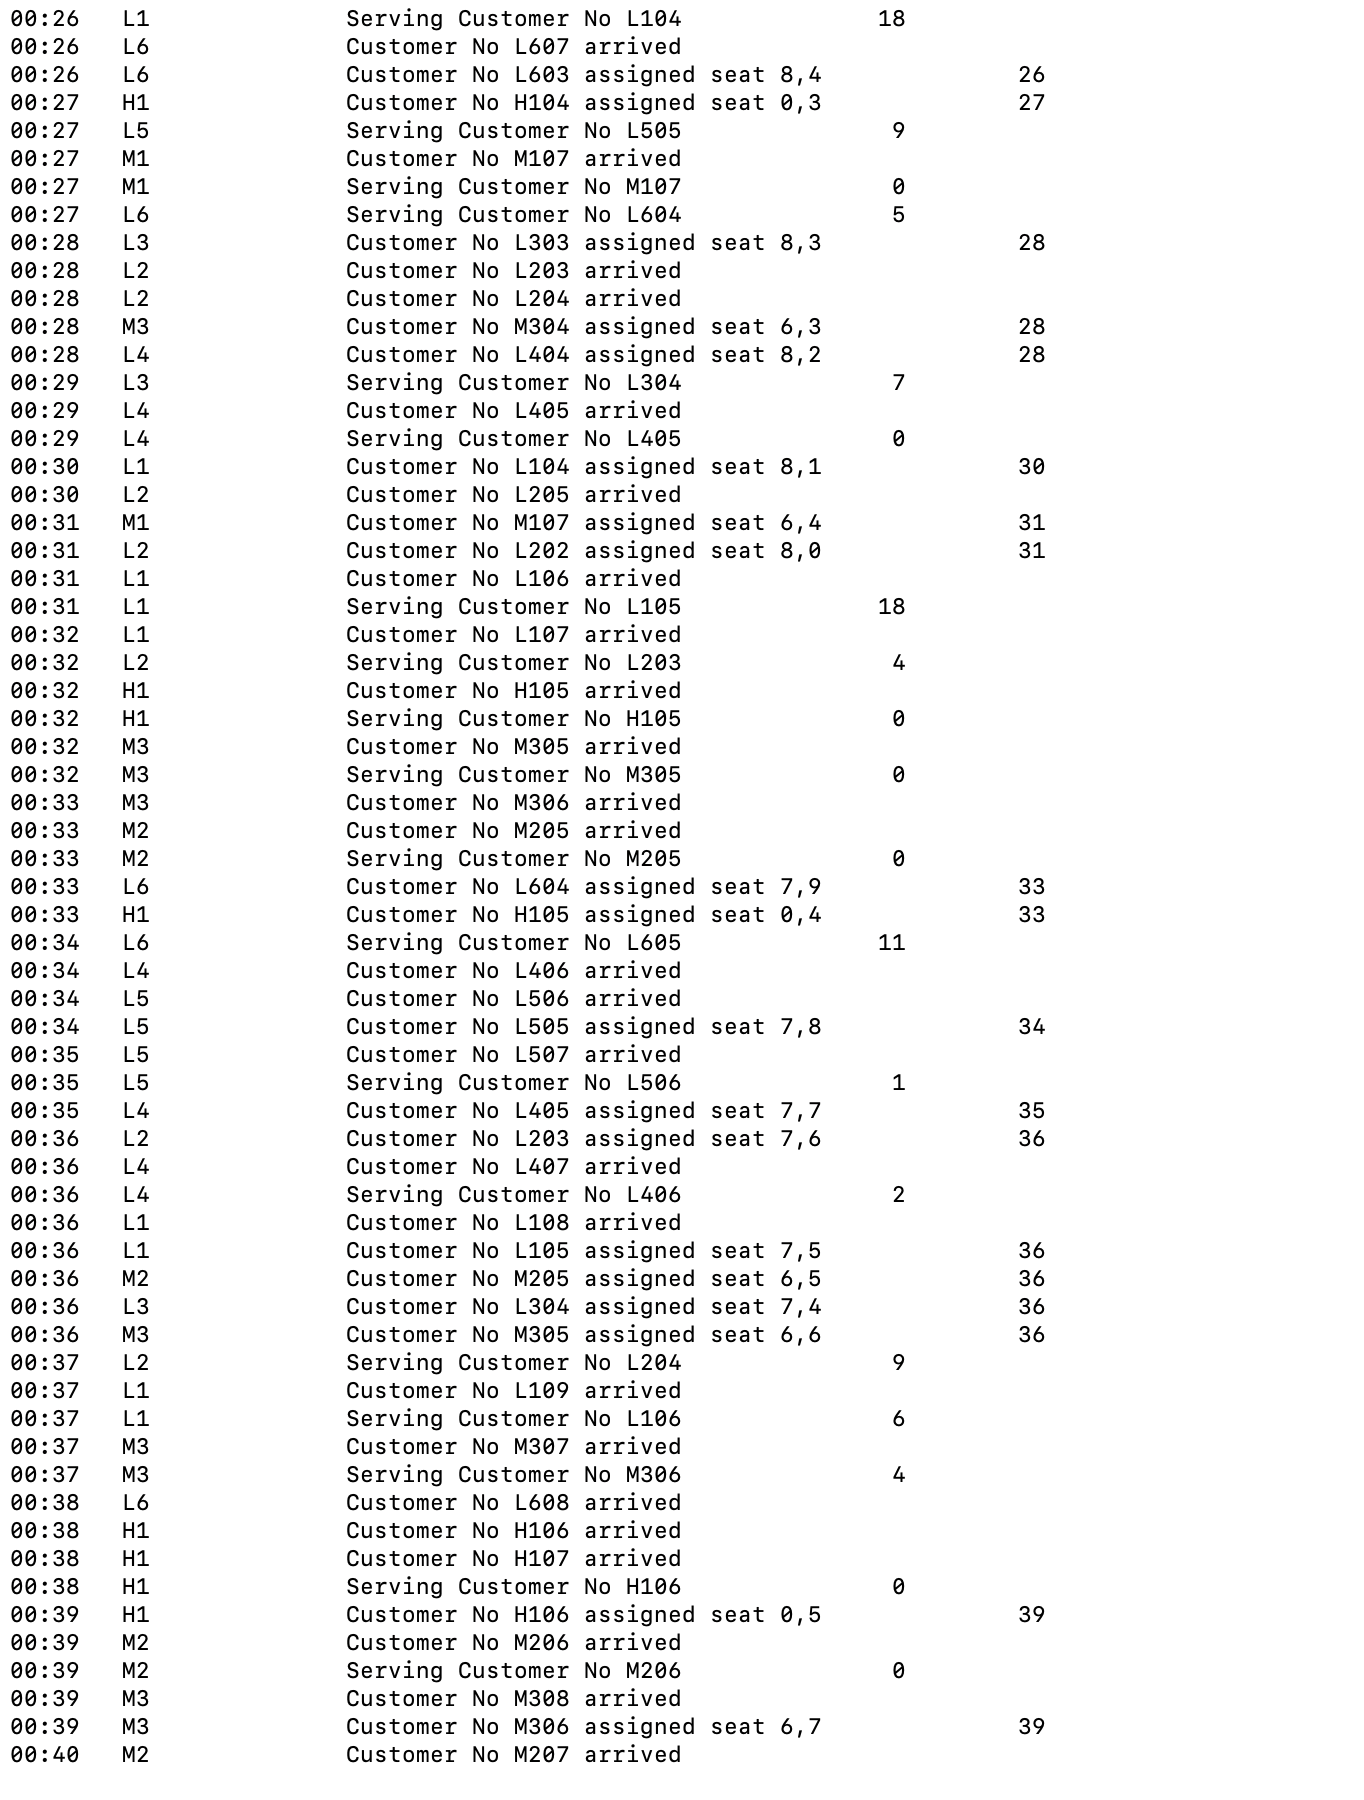 00:26 L1 Serving Customer No L104 18
00:26 L6 Customer No L607 arrived
00:26 L6 Customer No L603 assigned seat 8,4 26
00:27 H1 Customer No H104 assigned seat 0,3 27
00:27 L5 Serving Customer No L505 9
00:27 M1 Customer No M107 arrived
00:27 M1 Serving Customer No M107 0
00:27 L6 Serving Customer No L604 5
00:28 L3 Customer No L303 assigned seat 8,3 28
00:28 L2 Customer No L203 arrived
00:28 L2 Customer No L204 arrived
00:28 M3 Customer No M304 assigned seat 6,3 28
00:28 L4 Customer No L404 assigned seat 8,2 28
00:29 L3 Serving Customer No L304 7
00:29 L4 Customer No L405 arrived
00:29 L4 Serving Customer No L405 0
00:30 L1 Customer No L104 assigned seat 8,1 30
00:30 L2 Customer No L205 arrived
00:31 M1 Customer No M107 assigned seat 6,4 31
00:31 L2 Customer No L202 assigned seat 8,0 31
00:31 L1 Customer No L106 arrived
00:31 L1 Serving Customer No L105 18
00:32 L1 Customer No L107 arrived
00:32 L2 Serving Customer No L203 4
00:32 H1 Customer No H105 arrived
00:32 H1 Serving Customer No H105 0
00:32 M3 Customer No M305 arrived
00:32 M3 Serving Customer No M305 0
00:33 M3 Customer No M306 arrived
00:33 M2 Customer No M205 arrived
00:33 M2 Serving Customer No M205 0
00:33 L6 Customer No L604 assigned seat 7,9 33
00:33 H1 Customer No H105 assigned seat 0,4 33
00:34 L6 Serving Customer No L605 11
00:34 L4 Customer No L406 arrived
00:34 L5 Customer No L506 arrived
00:34 L5 Customer No L505 assigned seat 7,8 34
00:35 L5 Customer No L507 arrived
00:35 L5 Serving Customer No L506 1
00:35 L4 Customer No L405 assigned seat 7,7 35
00:36 L2 Customer No L203 assigned seat 7,6 36
00:36 L4 Customer No L407 arrived
00:36 L4 Serving Customer No L406 2
00:36 L1 Customer No L108 arrived
00:36 L1 Customer No L105 assigned seat 7,5 36
00:36 M2 Customer No M205 assigned seat 6,5 36
00:36 L3 Customer No L304 assigned seat 7,4 36
00:36 M3 Customer No M305 assigned seat 6,6 36
00:37 L2 Serving Customer No L204 9
00:37 L1 Customer No L109 arrived
00:37 L1 Serving Customer No L106 6
00:37 M3 Customer No M307 arrived
00:37 M3 Serving Customer No M306 4
00:38 L6 Customer No L608 arrived
00:38 H1 Customer No H106 arrived
00:38 H1 Customer No H107 arrived
00:38 H1 Serving Customer No H106 0
00:39 H1 Customer No H106 assigned seat 0,5 39
00:39 M2 Customer No M206 arrived
00:39 M2 Serving Customer No M206 0
00:39 M3 Customer No M308 arrived
00:39 M3 Customer No M306 assigned seat 6,7 39
00:40 M2 Customer No M207 arrived